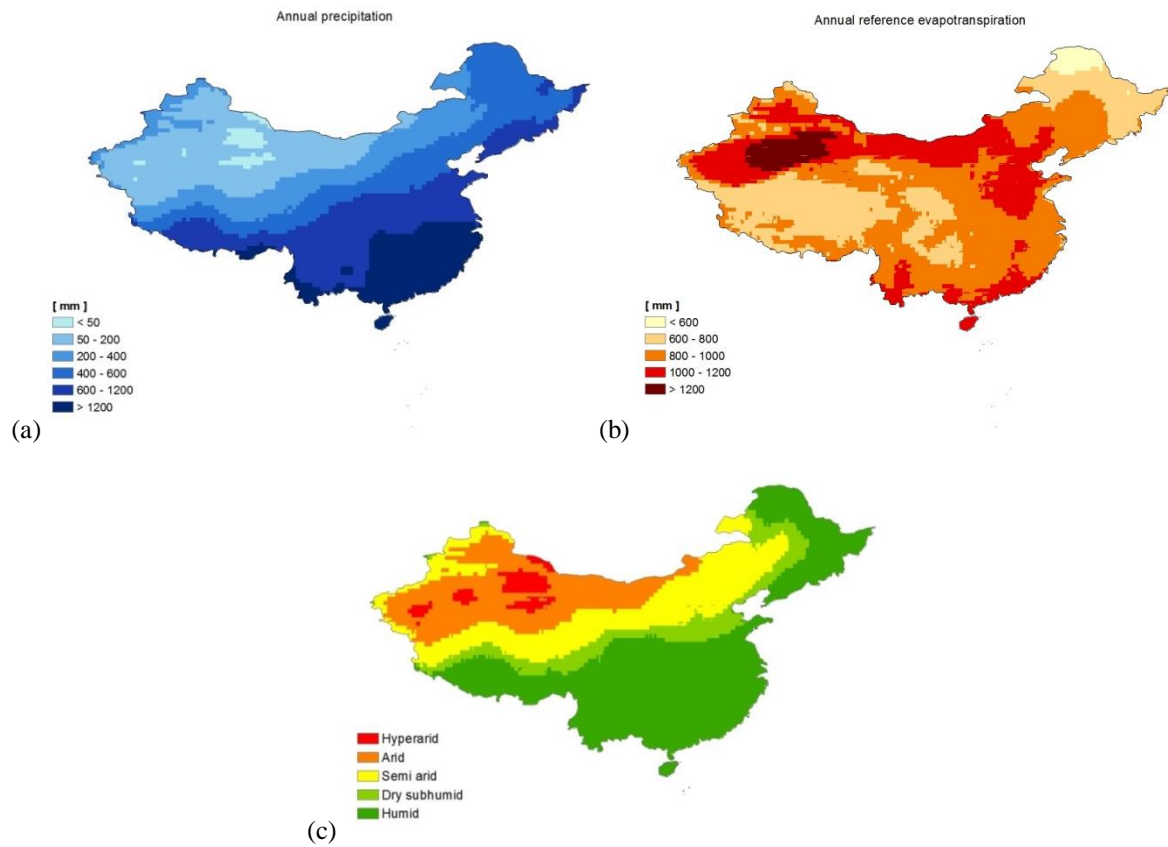 Annual precipitation
[ mm ]
< 50
50 - 200
200 - 400
400 - 600
600 - 1200
> 1200
(a)
Annual reference evapotranspiration
[ mm ]
< 600
600 - 800
800 - 1000
1000 - 1200
> 1200
(b)
Hyperarid
Arid
Semi arid
Dry subhumid
Humid
(c)